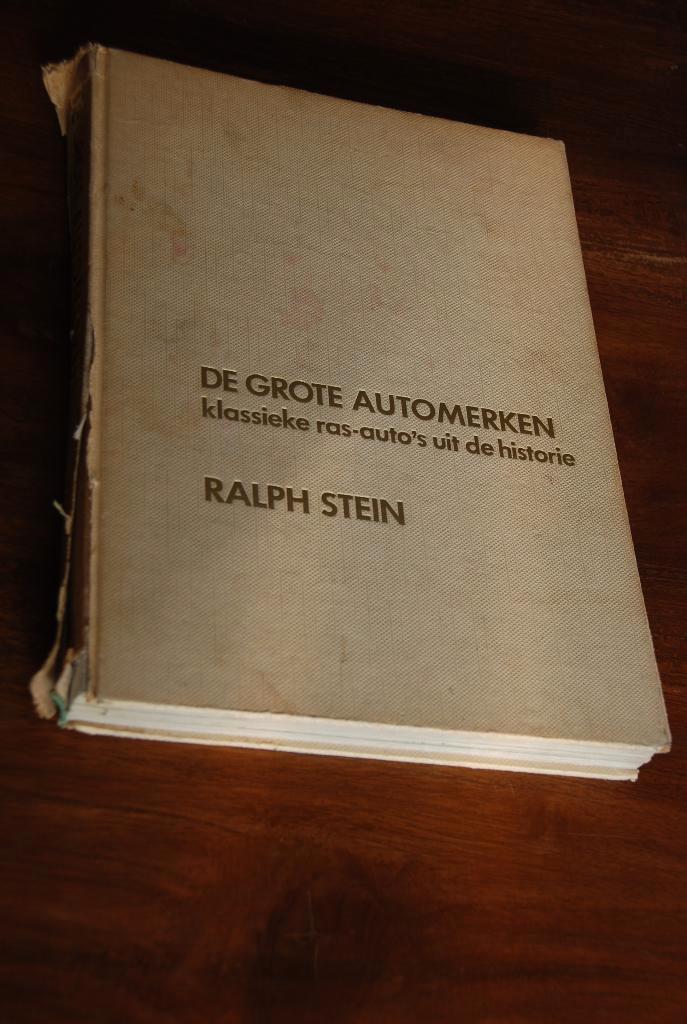 DE GROTE AUTOMERKEN
klassieke ras-auto's uit de historie
RALPH STEIN